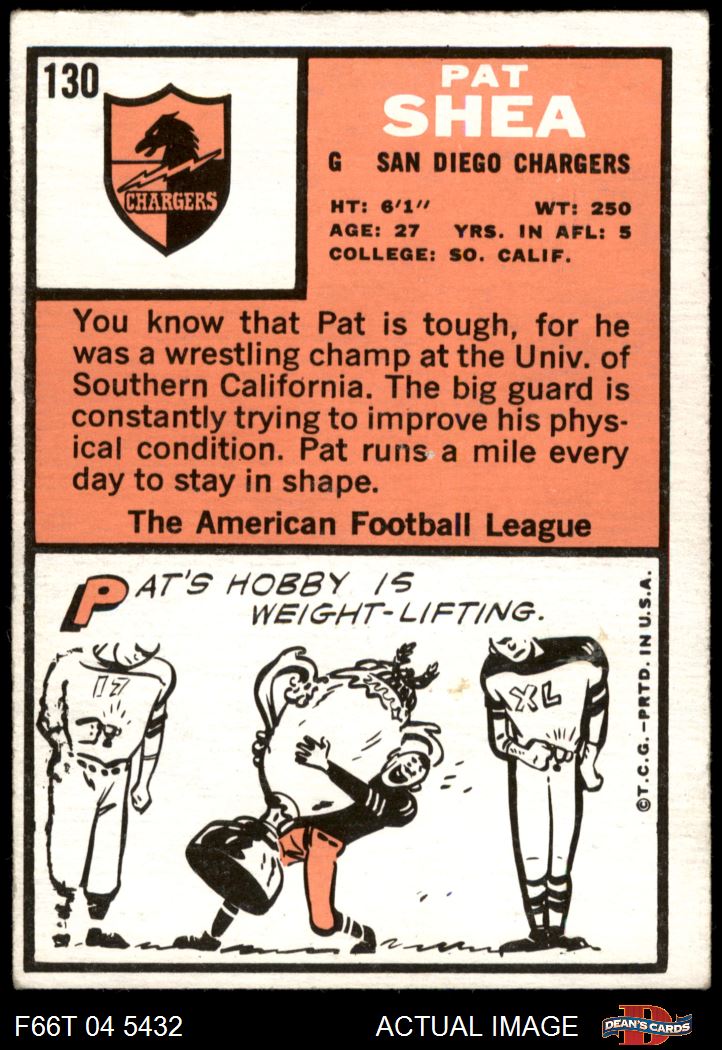 130
CHARGERS
PAT
SHEA
G SAN DIEGO CHARGERS
HT: 6'1" WT: 250
AGE: 27 YRS. IN AFL: 5
COLLEGE: SO. CALIF.
You know that Pat is tough, for he
was a wrestling champ at the Univ. of
Southern California. The big guard is
constantly trying to improve his phys-
ical condition. Pat runs a mile every
day to stay in shape.
The American Football League
PAT'S HOBBY IS
WEIGHT-LIFTING.
17
XL
©T.C.G.—PRTD. IN U.S.A.
F66T 04 5432 ACTUAL IMAGE
DEAN'S CARDS